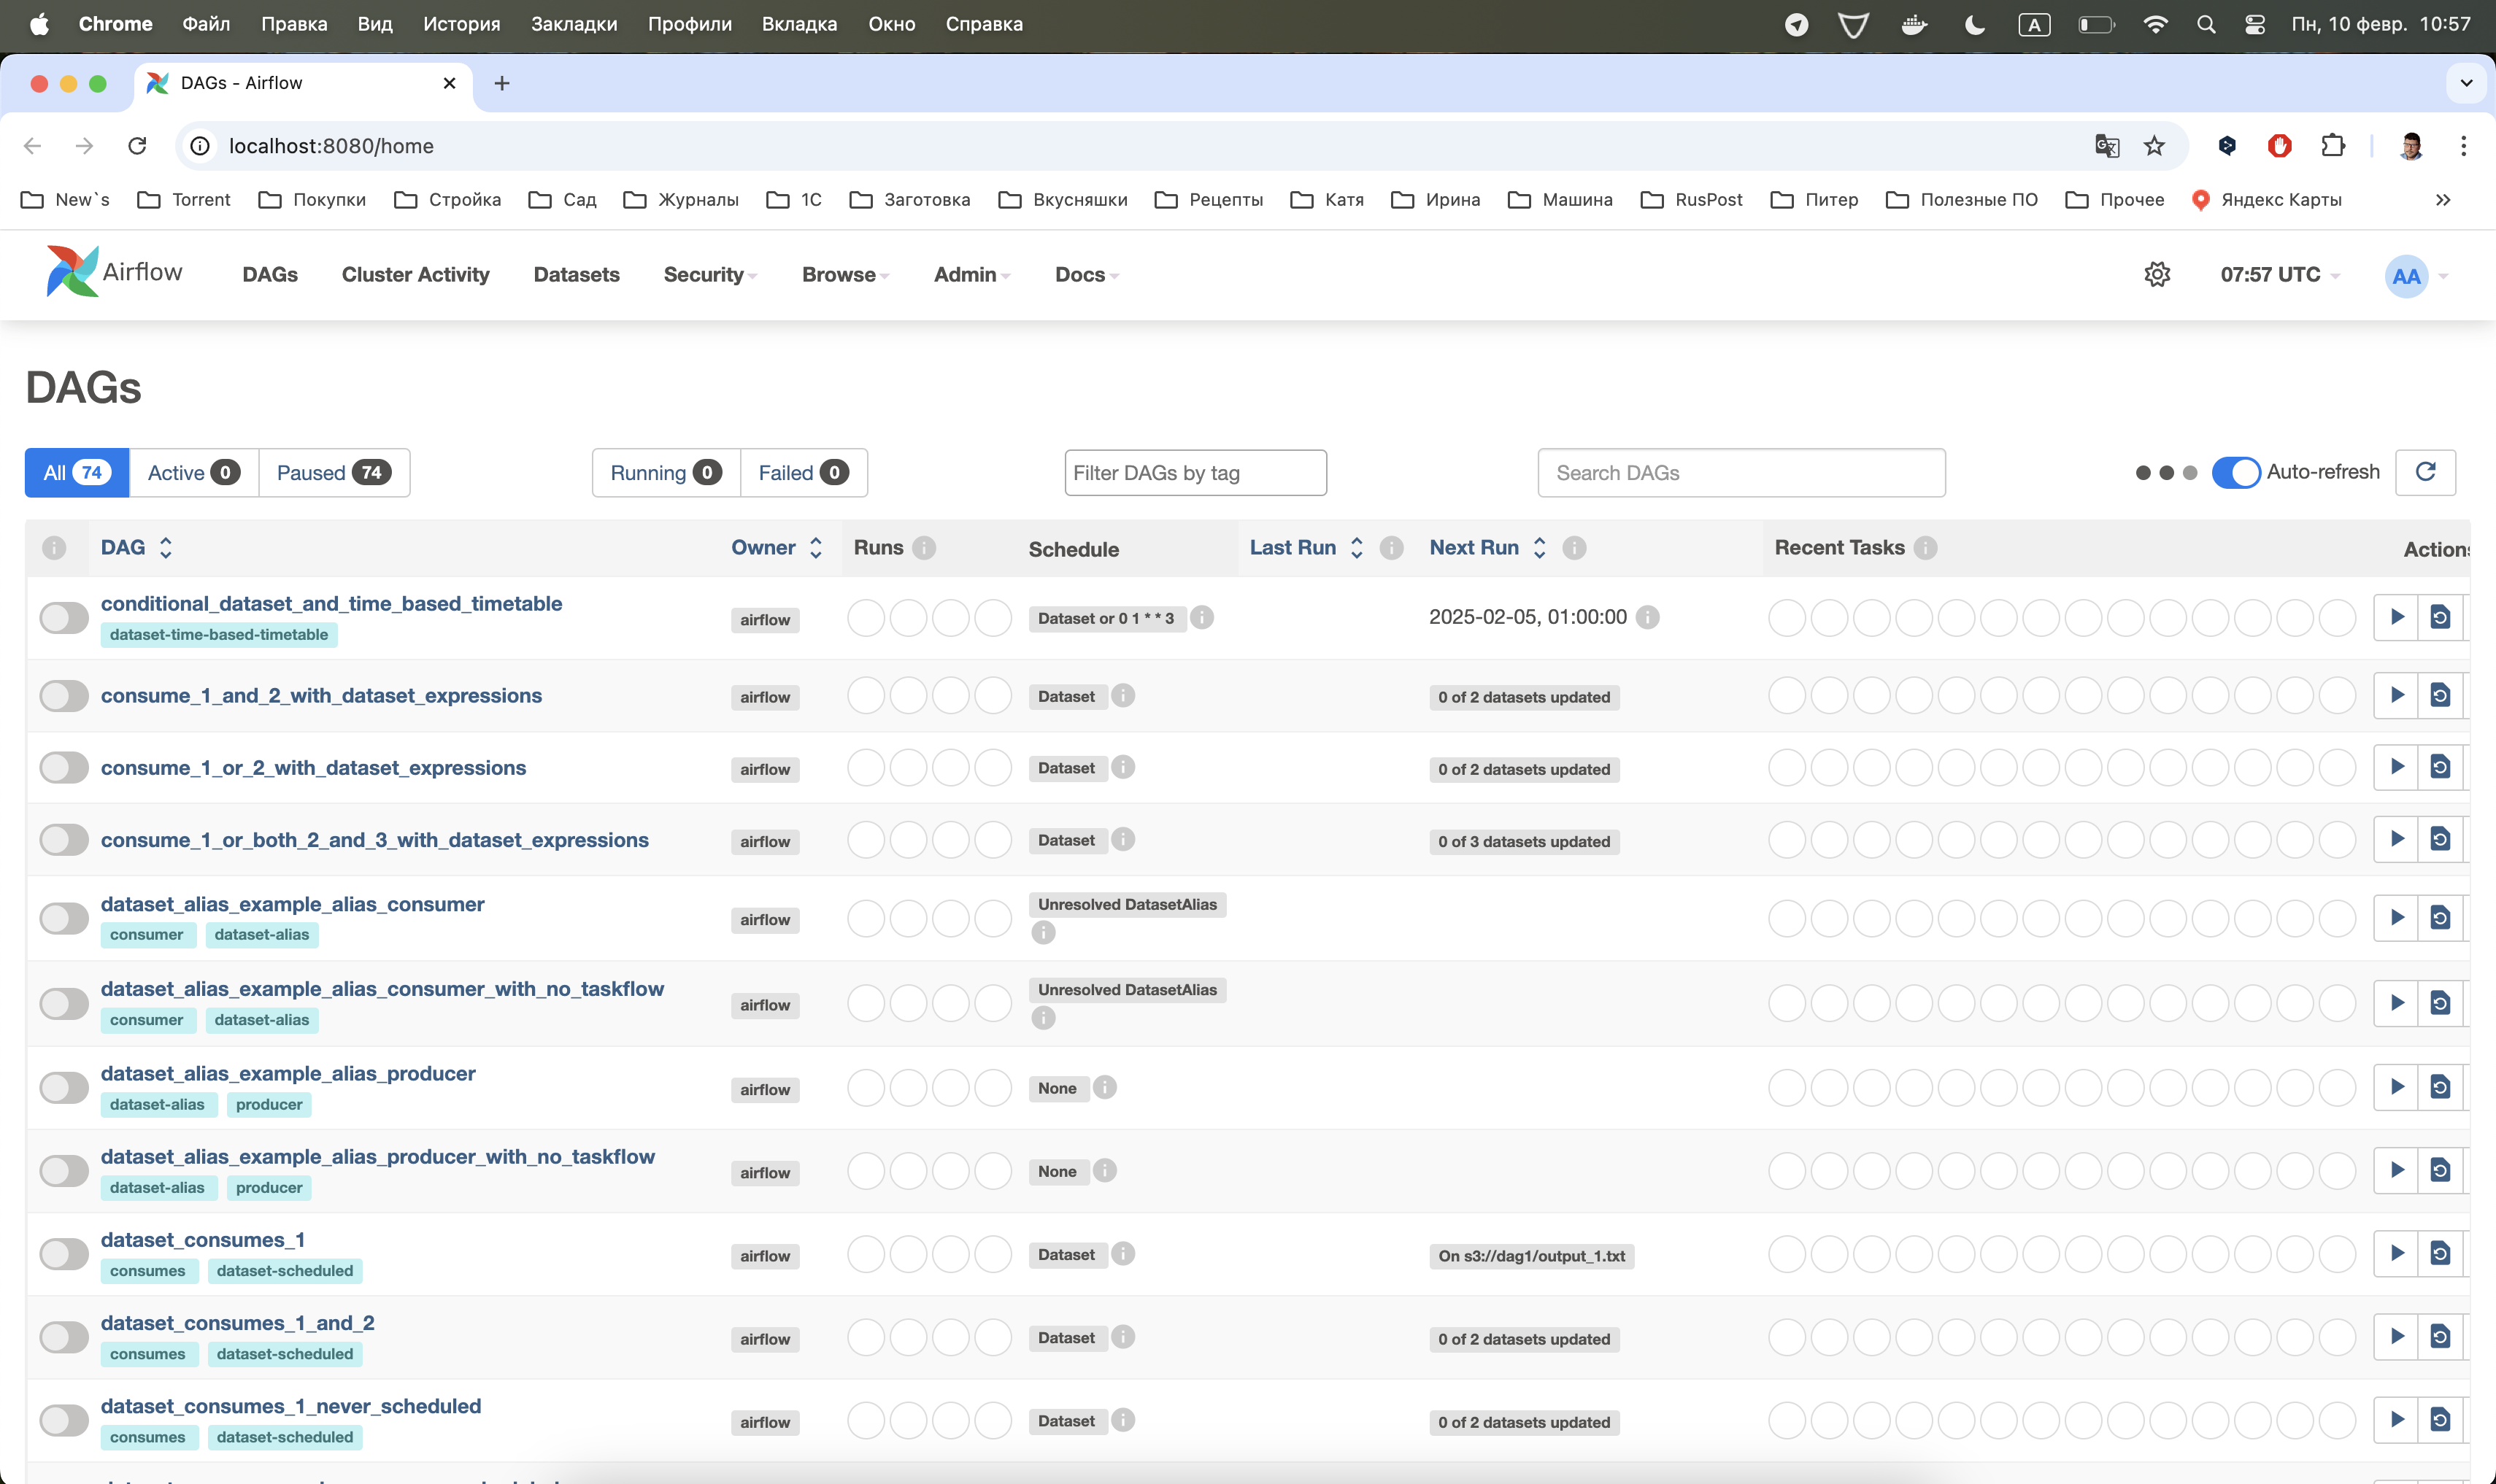 Chrome Файл Правка Вид История Закладки Профили Вкладка Окно Справка A Пн, 10 февр. 10:57
DAGs - Airflow
localhost:8080/home
New`s Torrent Покупки Стройка Сад Журналы 1С Заготовка Вкусняшки Рецепты Катя Ирина Машина RusPost Питер Полезные ПО Прочее Яндекс Карты
Airflow DAGs Cluster Activity Datasets Security Browse Admin Docs 07:57 UTC AA
DAGs
All 74 Active 0 Paused 74 Running 0 Failed 0 Filter DAGs by tag Search DAGs Auto-refresh
DAG Owner Runs Schedule Last Run Next Run Recent Tasks Actions
conditional_dataset_and_time_based_timetable airflow Dataset or 0 1 * * 3 2025-02-05, 01:00:00
dataset-time-based-timetable
consume_1_and_2_with_dataset_expressions airflow Dataset 0 of 2 datasets updated
consume_1_or_2_with_dataset_expressions airflow Dataset 0 of 2 datasets updated
consume_1_or_both_2_and_3_with_dataset_expressions airflow Dataset 0 of 3 datasets updated
dataset_alias_example_alias_consumer airflow Unresolved DatasetAlias
consumer dataset-alias
dataset_alias_example_alias_consumer_with_no_taskflow airflow Unresolved DatasetAlias
consumer dataset-alias
dataset_alias_example_alias_producer airflow None
dataset-alias producer
dataset_alias_example_alias_producer_with_no_taskflow airflow None
dataset-alias producer
dataset_consumes_1 airflow Dataset On s3://dag1/output_1.txt
consumes dataset-scheduled
dataset_consumes_1_and_2 airflow Dataset 0 of 2 datasets updated
consumes dataset-scheduled
dataset_consumes_1_never_scheduled airflow Dataset 0 of 2 datasets updated
consumes dataset-scheduled